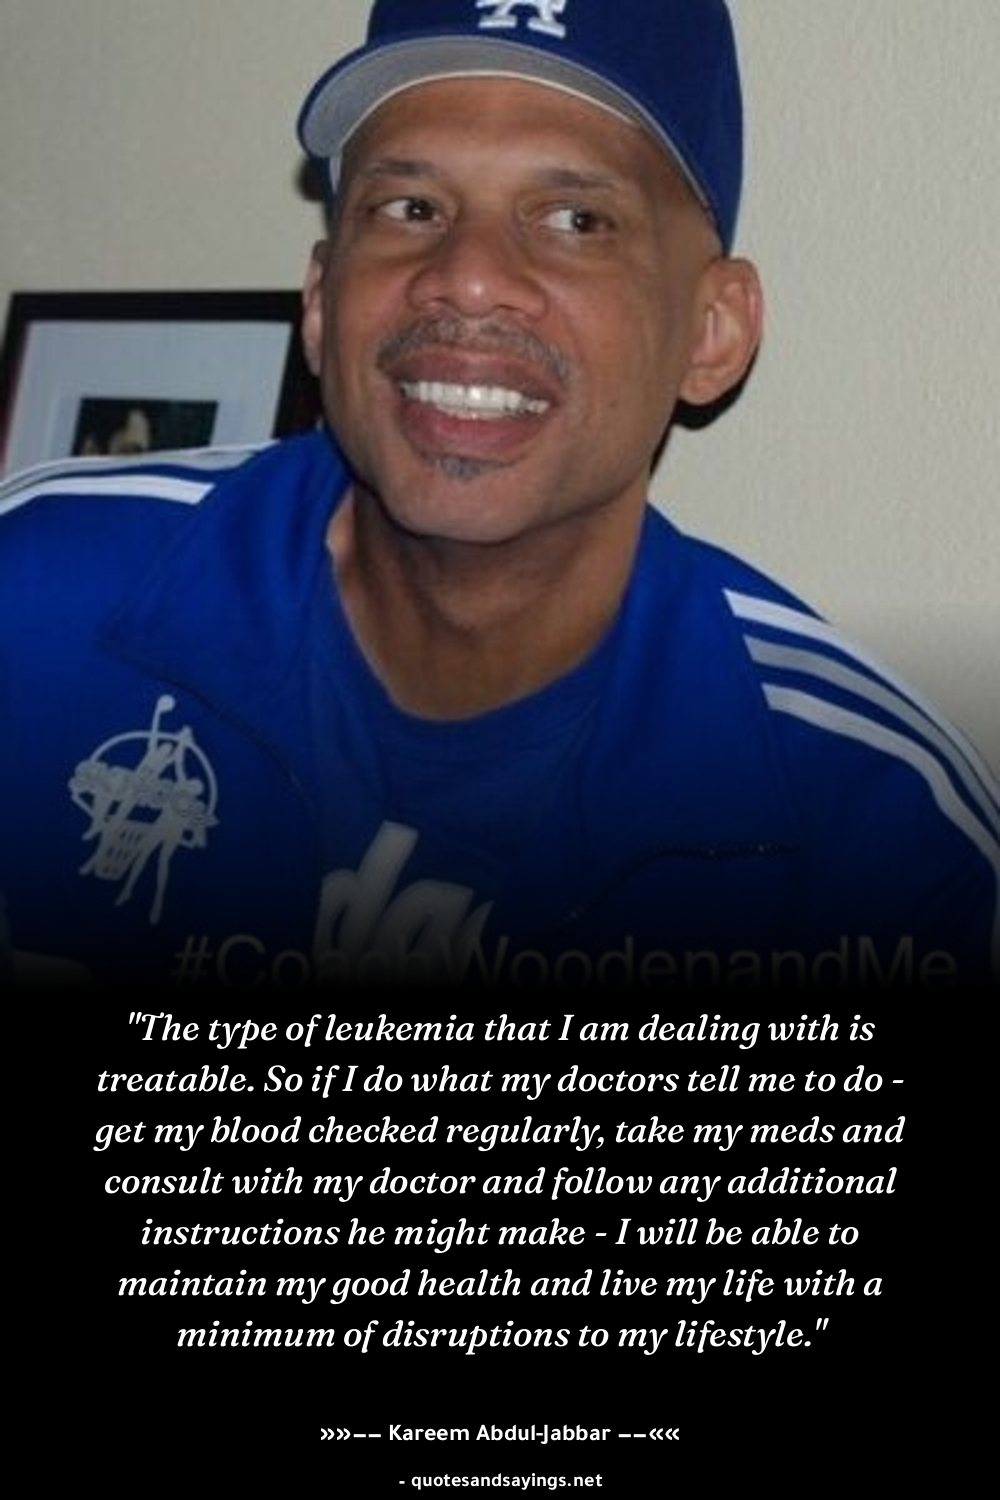 A
da
#CoachWoodenandMe
"The type of leukemia that I am dealing with is
treatable. So if I do what my doctors tell me to do -
get my blood checked regularly, take my meds and
consult with my doctor and follow any additional
instructions he might make - I will be able to
maintain my good health and live my life with a
minimum of disruptions to my lifestyle."
»»–– Kareem Abdul-Jabbar ––««
- quotesandsayings.net